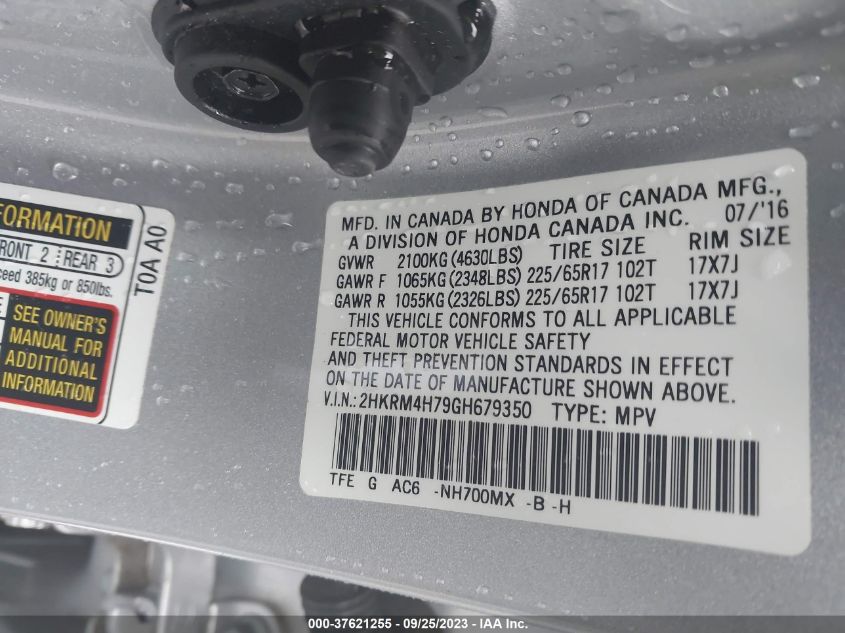 FORMATION
FRONT 2 REAR 3
ceed 385kg or 850lbs.
SEE OWNER'S
MANUAL FOR
ADDITIONAL
INFORMATION
T0A A0
MFD. IN CANADA BY HONDA OF CANADA MFG.,
A DIVISION OF HONDA CANADA INC. 07/'16
GVWR 2100KG (4630LBS) TIRE SIZE RIM SIZE
GAWR F 1065KG (2348LBS) 225/65R17 102T 17X7J
GAWR R 1055KG (2326LBS) 225/65R17 102T 17X7J
THIS VEHICLE CONFORMS TO ALL APPLICABLE
FEDERAL MOTOR VEHICLE SAFETY
AND THEFT PREVENTION STANDARDS IN EFFECT
ON THE DATE OF MANUFACTURE SHOWN ABOVE.
V.I.N.: 2HKRM4H79GH679350 TYPE: MPV
TFE G AC6 -NH700MX -B -H
000-37621255 - 09/25/2023 - IAA Inc.